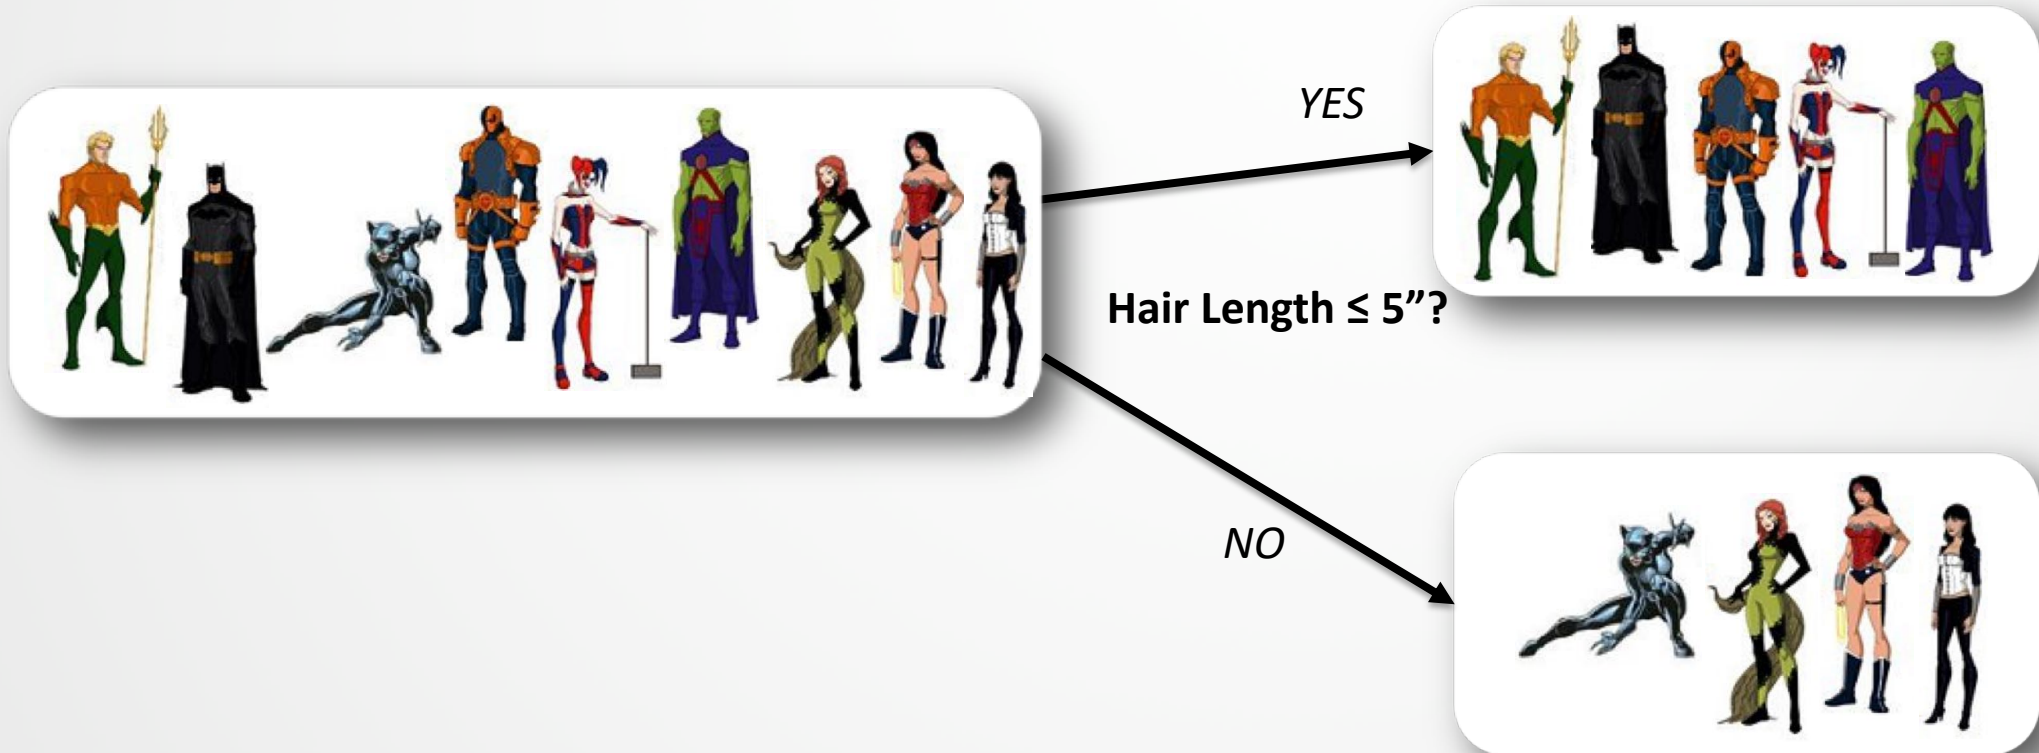 YES
Hair Length ≤ 5”?
NO